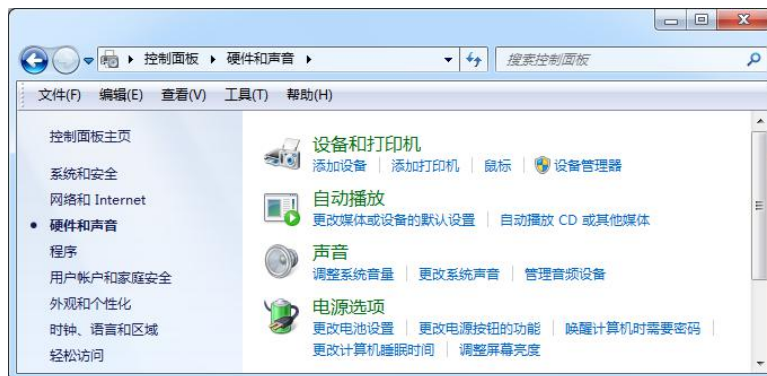 控制面板 硬件和声音 搜索控制面板
文件(F) 编辑(E) 查看(V) 工具(T) 帮助(H)
控制面板主页
系统和安全
网络和 Internet
硬件和声音
程序
用户帐户和家庭安全
外观和个性化
时钟、语言和区域
轻松访问
设备和打印机
添加设备 添加打印机 鼠标 设备管理器
自动播放
更改媒体或设备的默认设置 自动播放 CD 或其他媒体
声音
调整系统音量 更改系统声音 管理音频设备
电源选项
更改电池设置 更改电源按钮的功能 唤醒计算机时需要密码
更改计算机睡眠时间 调整屏幕亮度